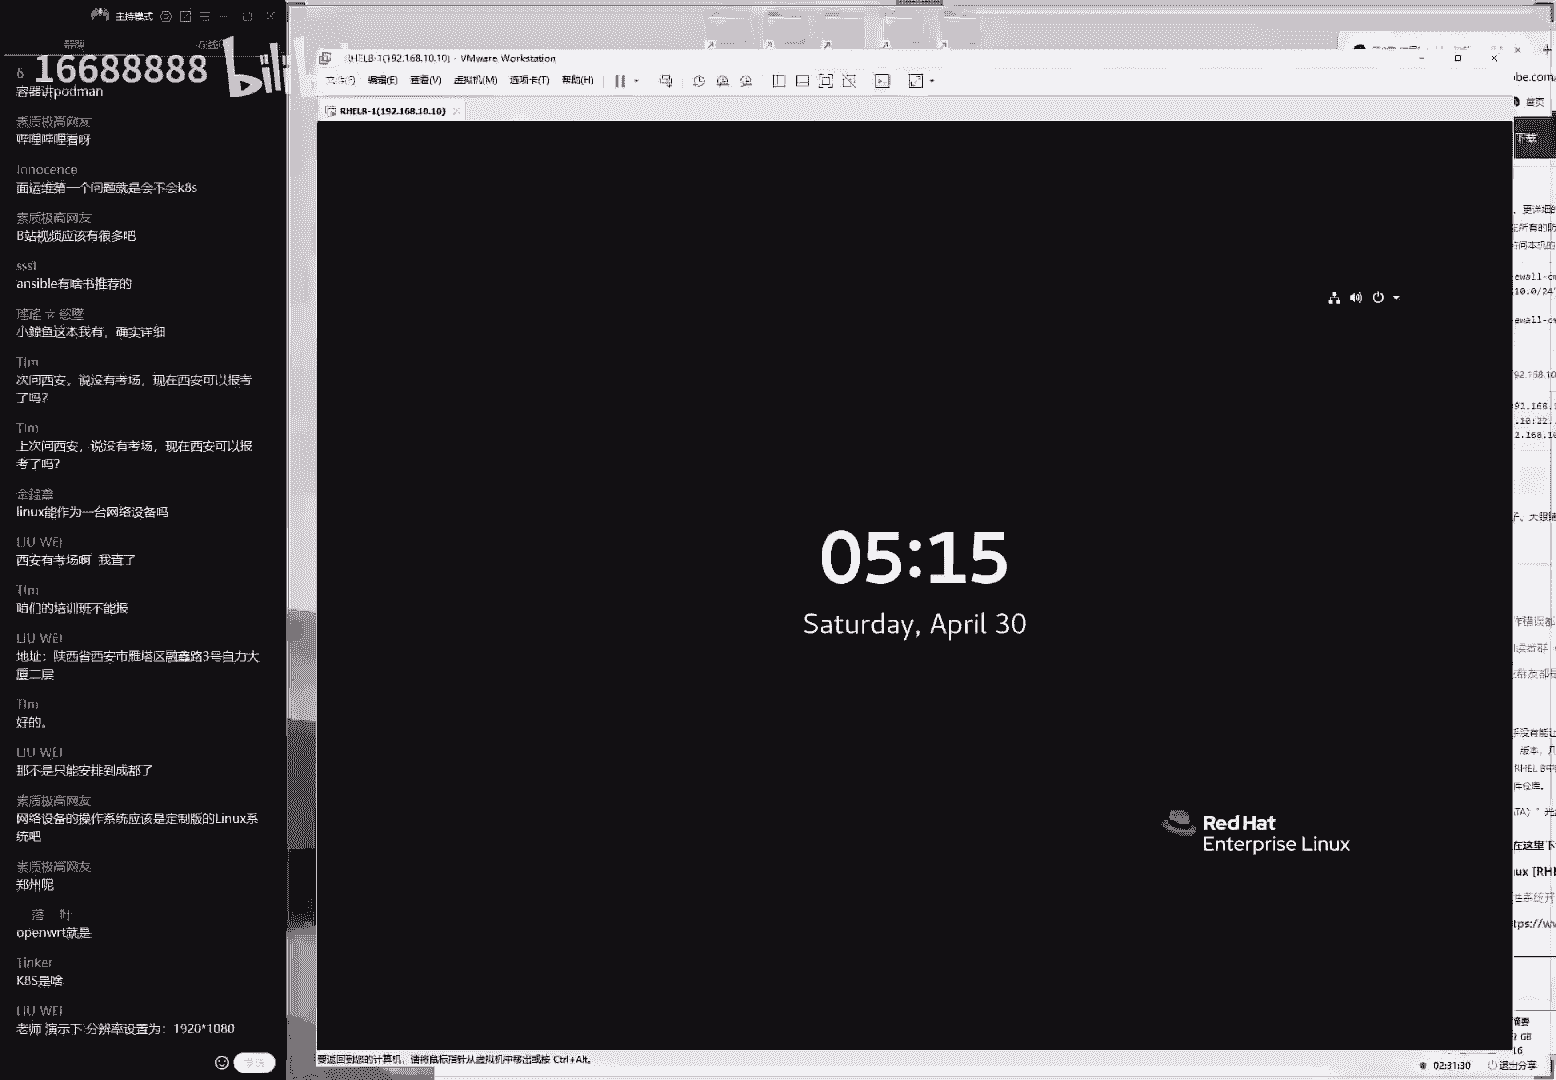 主持模式
16688888
bili
容器讲podman
素质极高网友
哔哩哔哩看呀
Innocence
面运维第一个问题就是会不会k8s
素质极高网友
B站视频应该有很多吧
sss1
ansible有啥书推荐的
小鲸鱼这本我有，确实详细
Tim
次问西安，说没有考场，现在西安可以报考
了吗？
Tim
上次问西安，说没有考场，现在西安可以报
考了吗？
linux能作为一台网络设备吗
LIU WEI
西安有考场啊 我查了
Tim
咱们的培训班不能报
LIU WEI
地址：陕西省西安市雁塔区融鑫路3号自力大
厦二层
Tim
好的。
LIU WEI
那不是只能安排到成都了
素质极高网友
网络设备的操作系统应该是定制版的Linux系
统吧
素质极高网友
郑州呢
落 叶
openwrt就是
Tinker
K8S是啥
LIU WEI
老师 演示下 分辨率设置为：1920*1080
RHEL8-1(192.168.10.10) - VMware Workstation
文件(F) 编辑(E) 查看(V) 虚拟机(M) 选项卡(T) 帮助(H)
RHEL8-1(192.168.10.10)
05:15
Saturday, April 30
Red Hat
Enterprise Linux
要返回到您的计算机，请将鼠标指针从虚拟机中移出或按 Ctrl+Alt。
obe.com
首页
下载
02:31:30 退出分享